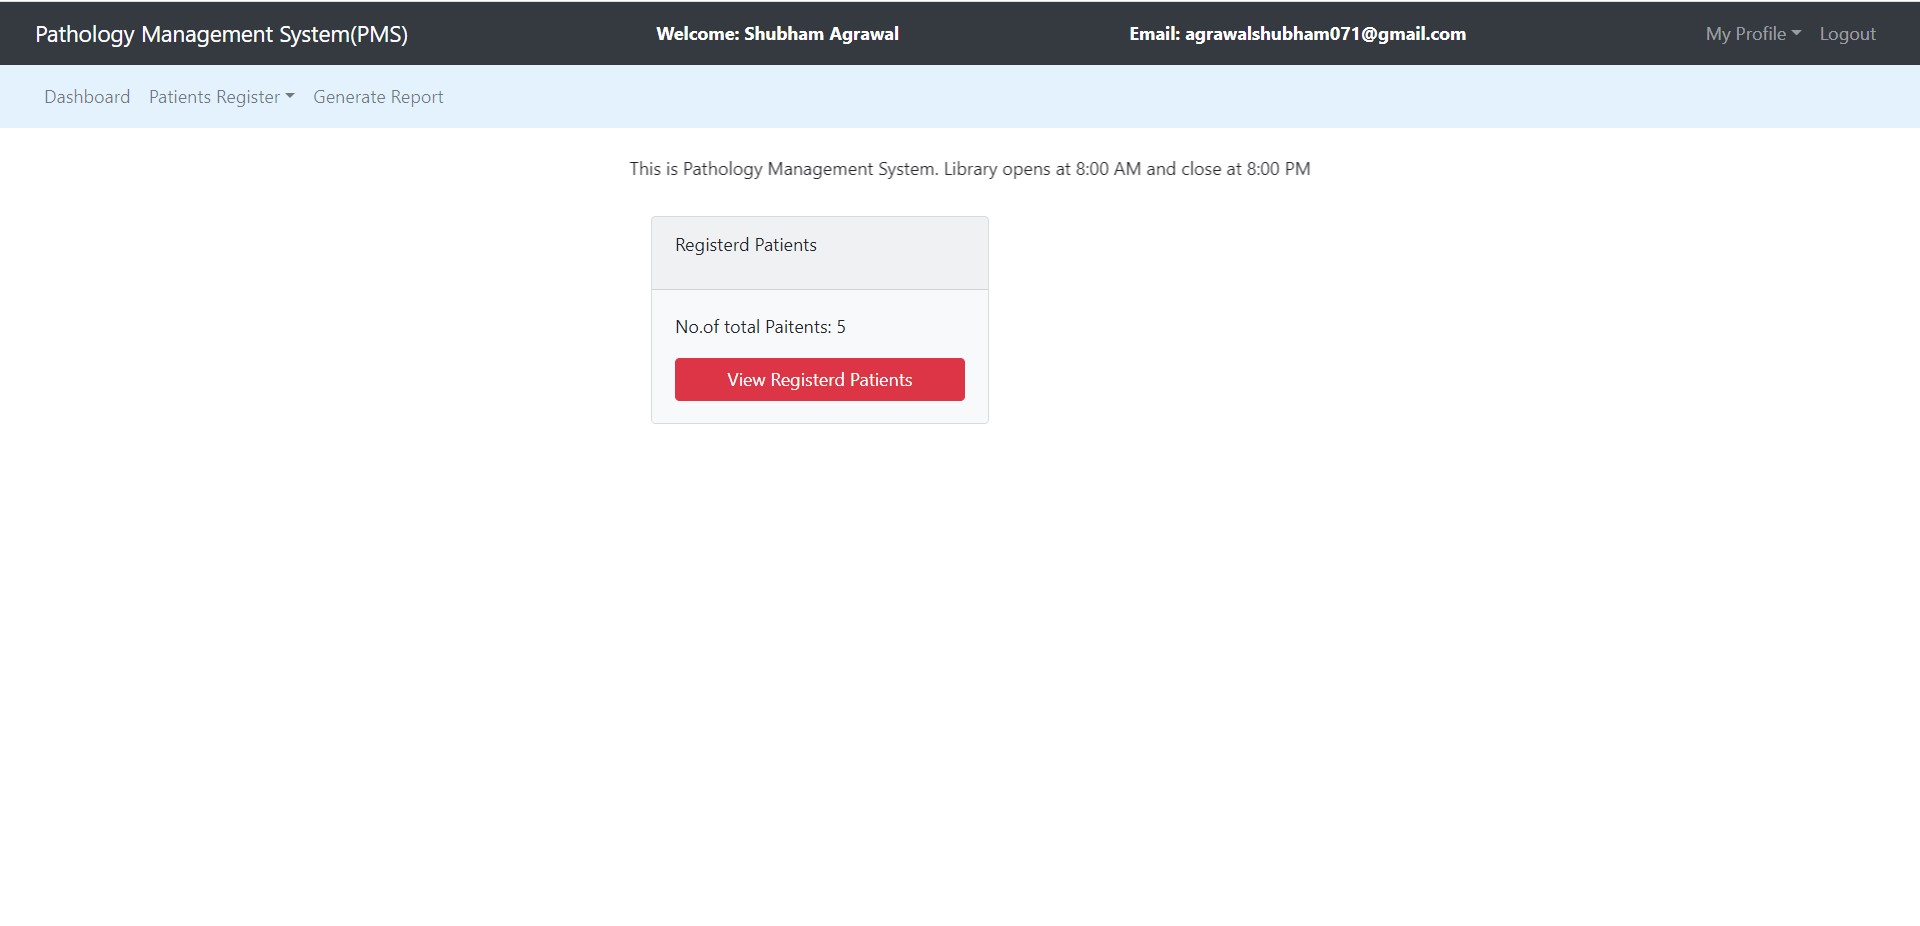 Pathology Management System(PMS) Welcome: Shubham Agrawal Email: agrawalshubham071@gmail.com My Profile Logout
Dashboard Patients Register Generate Report
This is Pathology Management System. Library opens at 8:00 AM and close at 8:00 PM
Registerd Patients
No.of total Paitents: 5
View Registerd Patients